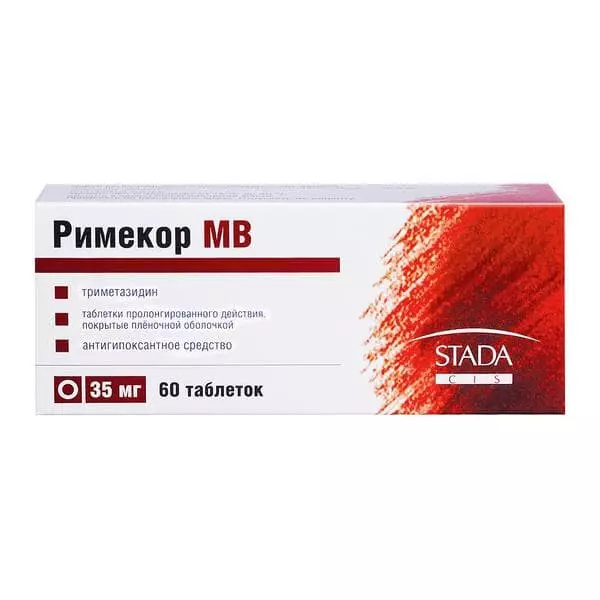 Римекор МВ
триметазидин
таблетки пролонгированного действия,
покрытые плёночной оболочкой
антигипоксантное средство
35 мг 60 таблеток
STADA
CIS